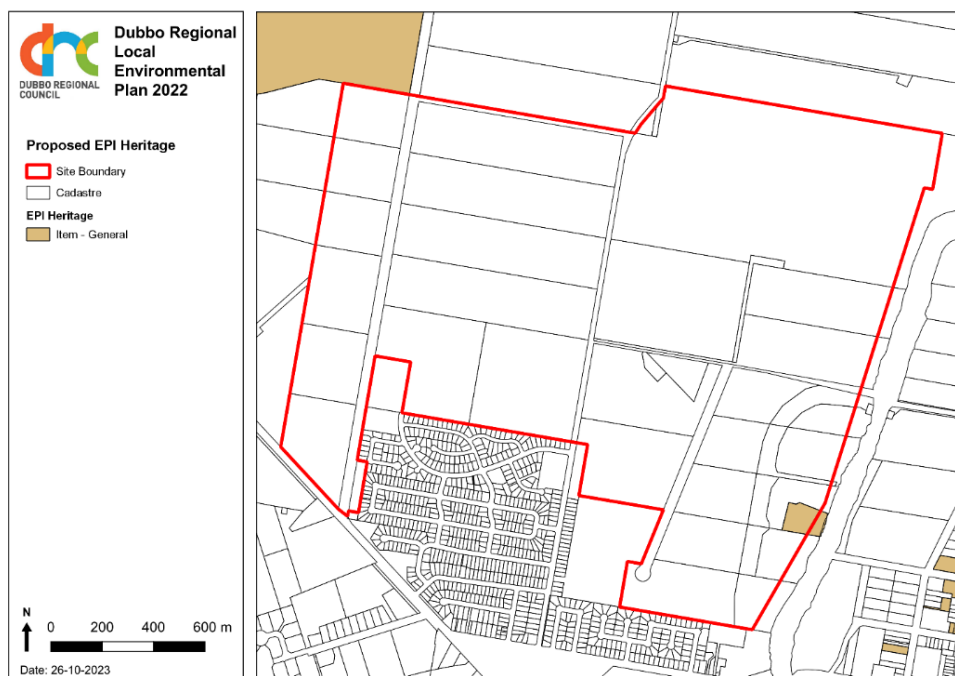 DUBBO REGIONAL
COUNCIL
Dubbo Regional
Local
Environmental
Plan 2022
Proposed EPI Heritage
Site Boundary
Cadastre
EPI Heritage
Item - General
N
0 200 400 600 m
Date: 26-10-2023